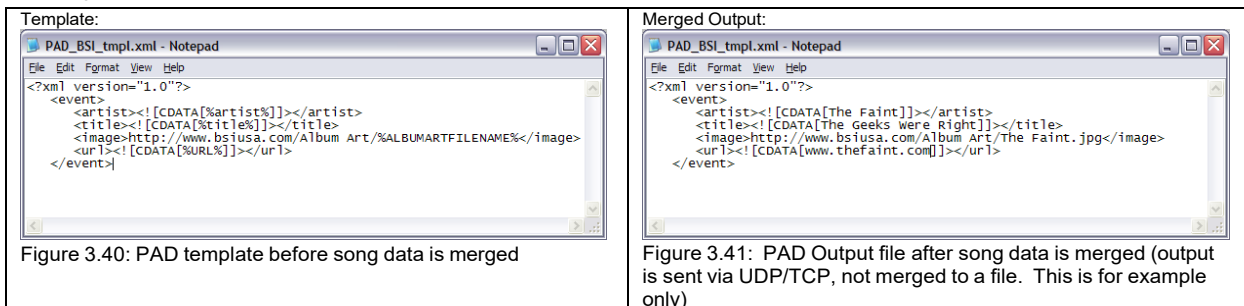 Template:
PAD_BSI_tmpl.xml - Notepad
File Edit Format View Help
<?xml version="1.0"?>
<event>
<artist><![CDATA[%artist%]]></artist>
<title><![CDATA[%title%]]></title>
<image>http://www.bsiusa.com/Album Art/%ALBUMARTFILENAME%</image>
<url><![CDATA[%URL%]]></url>
</event>
Figure 3.40: PAD template before song data is merged
Merged Output:
PAD_BSI_tmpl.xml - Notepad
File Edit Format View Help
<?xml version="1.0"?>
<event>
<artist><![CDATA[The Faint]]></artist>
<title><![CDATA[The Geeks Were Right]]></title>
<image>http://www.bsiusa.com/Album Art/The Faint.jpg</image>
<url><![CDATA[www.thefaint.com]]></url>
</event>
Figure 3.41: PAD Output file after song data is merged (output
is sent via UDP/TCP, not merged to a file. This is for example
only)